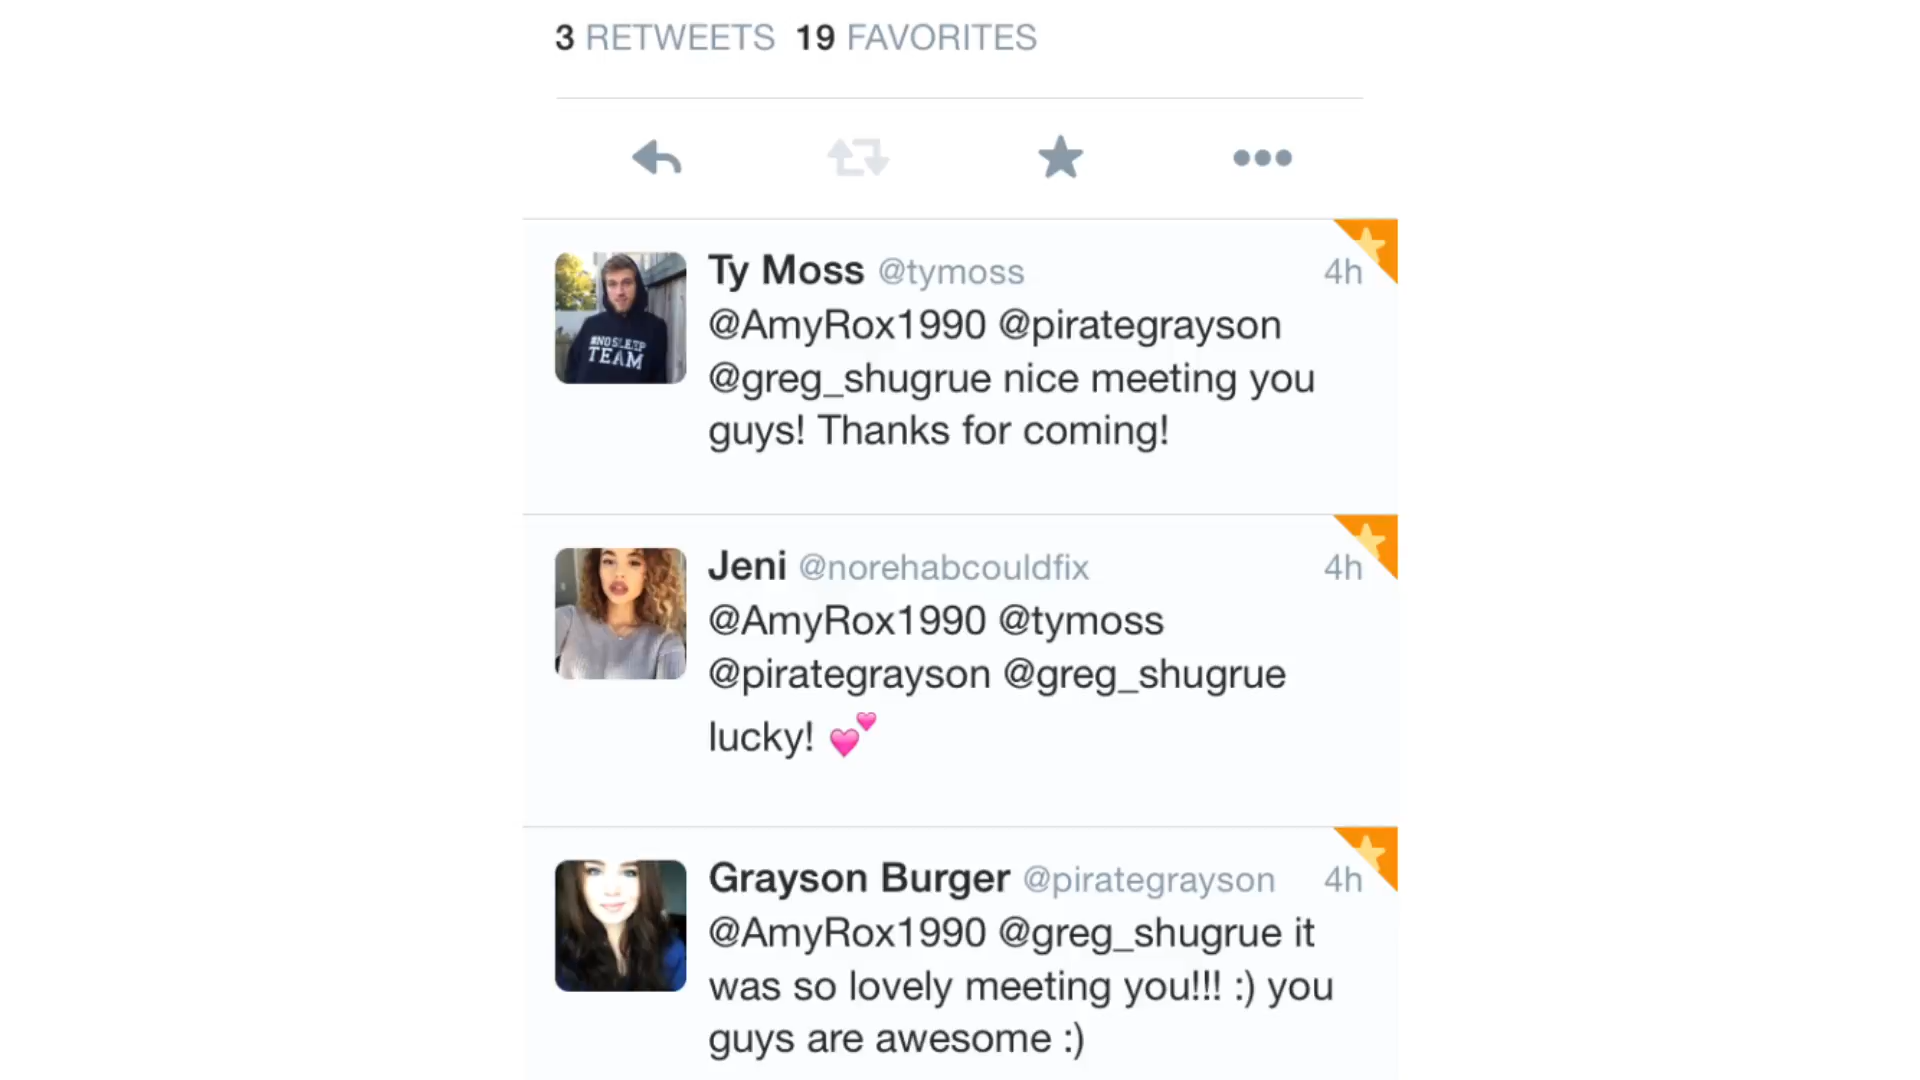 3 RETWEETS 19 FAVORITES
Ty Moss @tymoss 4h
@AmyRox1990 @pirategrayson
@greg_shugrue nice meeting you
guys! Thanks for coming!
#NOSLEEP
TEAM
Jeni @norehabcouldfix 4h
@AmyRox1990 @tymoss
@pirategrayson @greg_shugrue
lucky! 💕
Grayson Burger @pirategrayson 4h
@AmyRox1990 @greg_shugrue it
was so lovely meeting you!!! :) you
guys are awesome :)